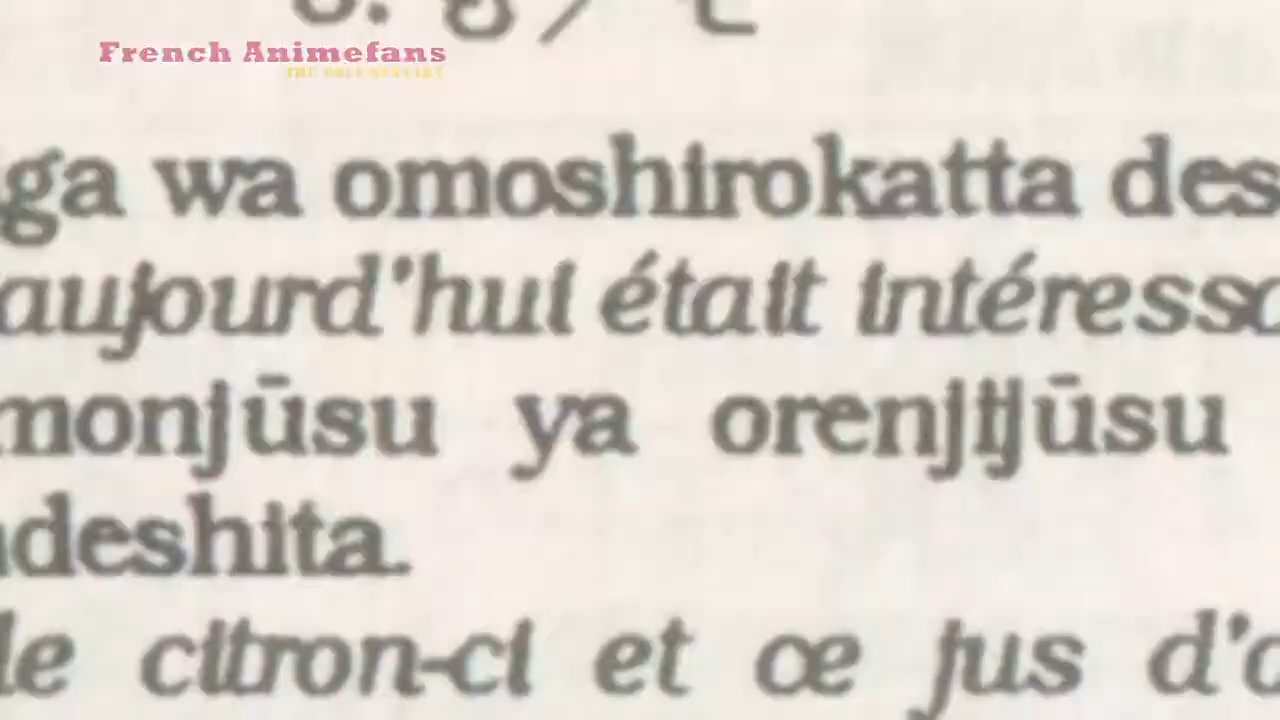 French Animefans
ga wa omoshirokatta des
aujourd'hui était intéress
monjūsu ya orenjijūsu
deshita.
le citron-ci et ce jus d'o